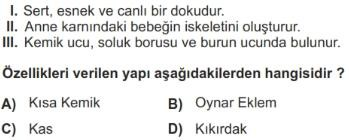 I. Sert, esnek ve canlı bir dokudur.
II. Anne karnındaki bebeğin iskeletini oluşturur.
III. Kemik ucu, soluk borusu ve burun ucunda bulunur.
Özellikleri verilen yapı aşağıdakilerden hangisidir ?
A) Kısa Kemik B) Oynar Eklem
C) Kas D) Kıkırdak